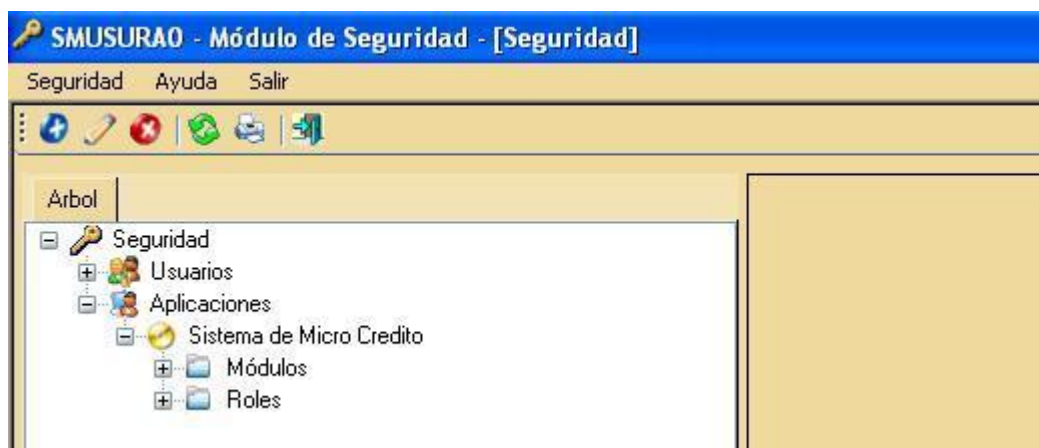 SMUSURA0 - Módulo de Seguridad - [Seguridad]
Seguridad Ayuda Salir
Arbol
Seguridad
Usuarios
Aplicaciones
Sistema de Micro Credito
Módulos
Roles